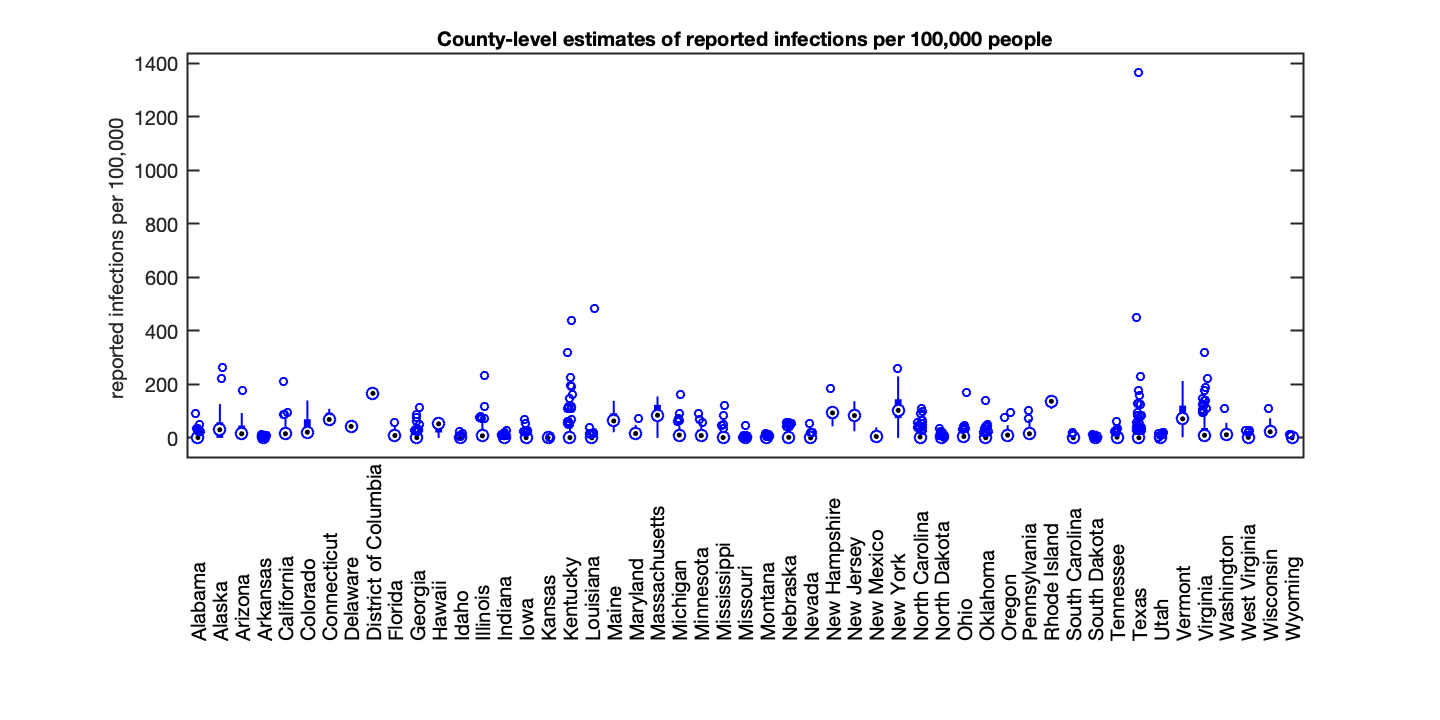 County-level estimates of reported infections per 100,000 people
reported infections per 100,000
1400
1200
1000
800
600
400
200
0
Alabama
Alaska
Arizona
Arkansas
California
Colorado
Connecticut
Delaware
District of Columbia
Florida
Georgia
Hawaii
Idaho
Illinois
Indiana
Iowa
Kansas
Kentucky
Louisiana
Maine
Maryland
Massachusetts
Michigan
Minnesota
Mississippi
Missouri
Montana
Nebraska
Nevada
New Hampshire
New Jersey
New Mexico
New York
North Carolina
North Dakota
Ohio
Oklahoma
Oregon
Pennsylvania
Rhode Island
South Carolina
South Dakota
Tennessee
Texas
Utah
Vermont
Virginia
Washington
West Virginia
Wisconsin
Wyoming